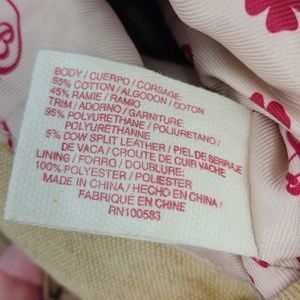 BODY / CUERPO / CORSAGE:
55% COTTON / ALGODON / COTON
45% RAMIE / RAMIO
TRIM / ADORNO / GARNITURE:
95% POLYURETHANE / POLIURETANO /
POLYURÉTHANNE
5% COW SPLIT LEATHER / PIEL DE SERRAJE
DE VACA / CROUTE DE CUIR VACHE
LINING / FORRO / DOUBLURE:
100% POLYESTER / POLIESTER
MADE IN CHINA / HECHO EN CHINA /
FABRIQUE EN CHINE
RN100583